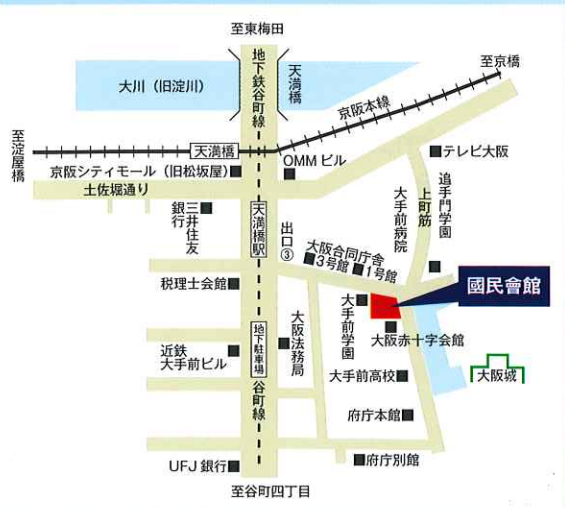 至東梅田
地下鉄谷町線
天満橋
大川（旧淀川）
至京橋
京阪本線
至淀屋橋
天満橋
OMMビル
テレビ大阪
京阪シティモール（旧松坂屋）
土佐堀通り
追手門学園
上町筋
大手前病院
三井住友
銀行
天満橋駅
出口③
大阪合同庁舎
3号館
1号館
國民會館
税理士会館
大手前学園
大阪赤十字会館
大阪法務局
地下駐車場
近鉄
大手前ビル
大手前高校
大阪城
谷町線
府庁本館
UFJ銀行
府庁別館
至谷町四丁目